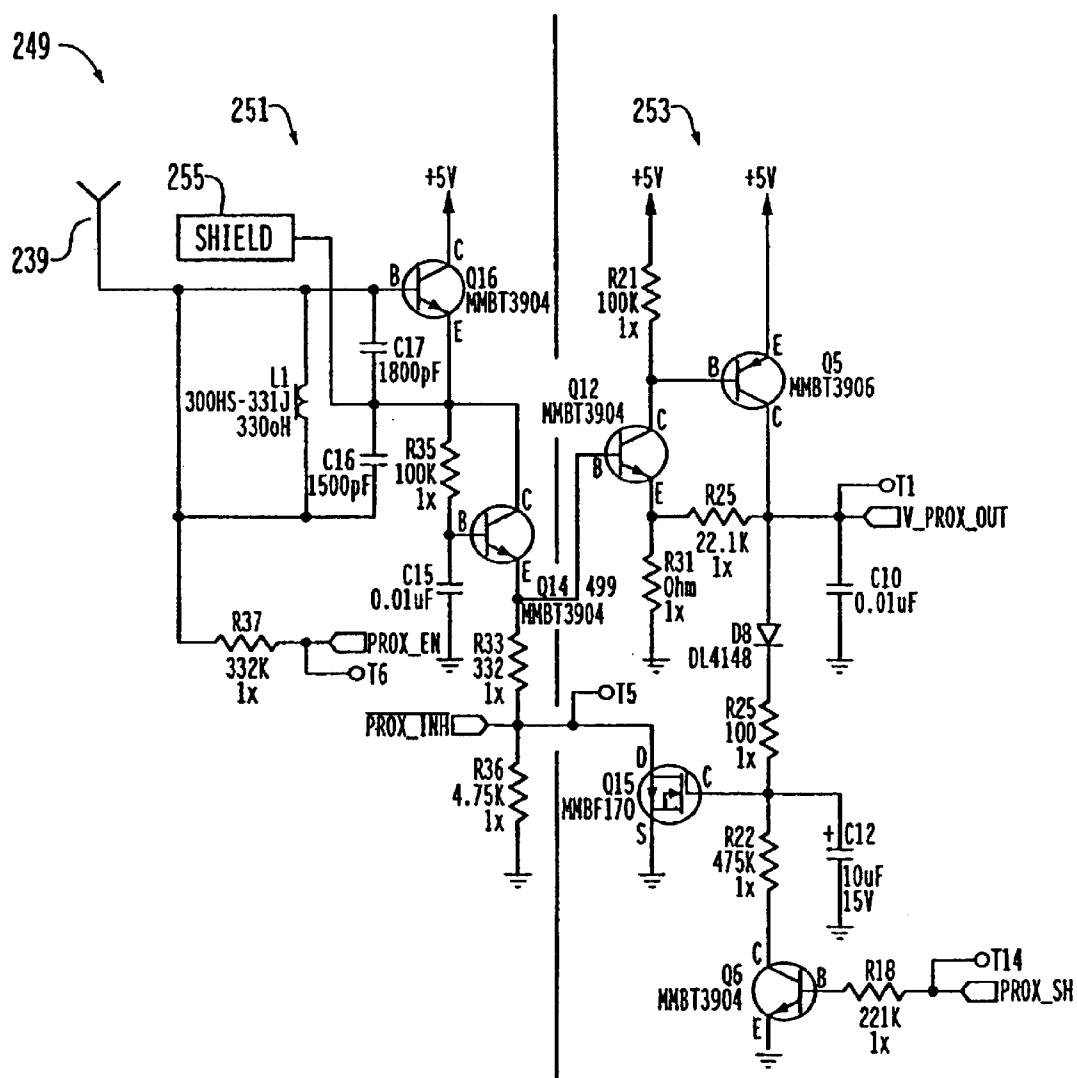 249
251
253
255
SHIELD
239
+5V
C
B
Q16
MMBT3904
E
C17
1800pF
L1
300HS-331J
330oH
C16
1500pF
R35
100K
1x
C
B
E
Q14
MMBT3904
C15
0.01uF
R37
332K
1x
PROX_EN
T6
R33
332
1x
PROX_INH
R36
4.75K
1x
+5V
+5V
R21
100K
1x
E
B
Q5
MMBT3906
C
Q12
MMBT3904
C
B
E
R25
22.1K
1x
T1
V_PROX_OUT
R31
499
Ohm
1x
C10
0.01uF
D8
DL4148
T5
R25
100
1x
D
Q15
MMBF170
C
S
R22
475K
1x
+
C12
10uF
15V
C
Q6
MMBT3904
B
E
R18
221K
1x
T14
PROX_SH